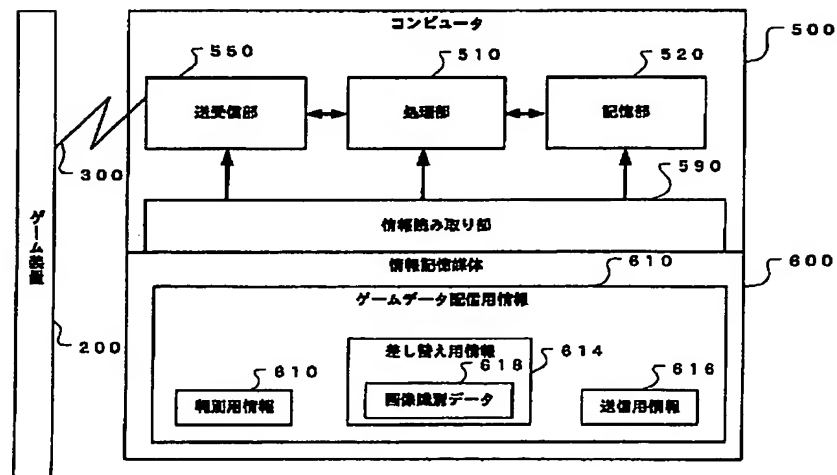 コンピュータ
500
550
510
520
送受信部
処理部
記憶部
300
590
情報読み取り部
ゲーム装置
情報記憶媒体
610
600
ゲームデータ配信用情報
200
差し替え用情報
614
618
610
616
判別用情報
画像識別データ
送信用情報